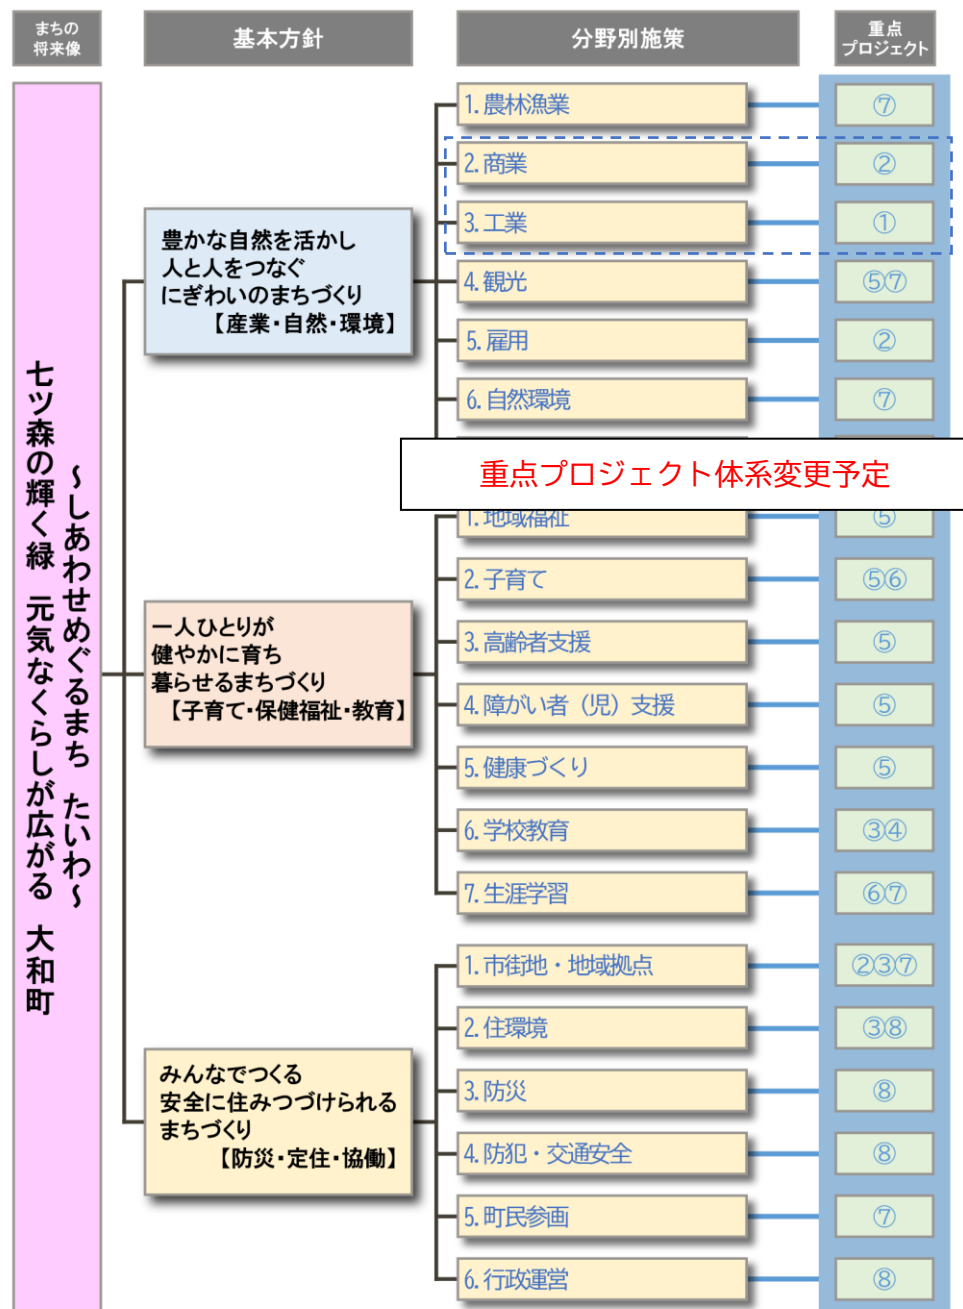 まちの
将来像
基本方針
分野別施策
重点
プロジェクト
七ツ森の輝く緑　元気なくらしが広がる　大和町
～しあわせめぐるまち　たいわ～
豊かな自然を活かし
人と人をつなぐ
にぎわいのまちづくり
【産業・自然・環境】
1. 農林漁業 ⑦
2. 商業 ②
3. 工業 ①
4. 観光 ⑤⑦
5. 雇用 ②
6. 自然環境 ⑦
重点プロジェクト体系変更予定
一人ひとりが
健やかに育ち
暮らせるまちづくり
【子育て・保健福祉・教育】
1. 地域福祉 ⑤
2. 子育て ⑤⑥
3. 高齢者支援 ⑤
4. 障がい者（児）支援 ⑤
5. 健康づくり ⑤
6. 学校教育 ③④
7. 生涯学習 ⑥⑦
みんなでつくる
安全に住みつづけられる
まちづくり
【防災・定住・協働】
1. 市街地・地域拠点 ②③⑦
2. 住環境 ③⑧
3. 防災 ⑧
4. 防犯・交通安全 ⑧
5. 町民参画 ⑦
6. 行政運営 ⑧